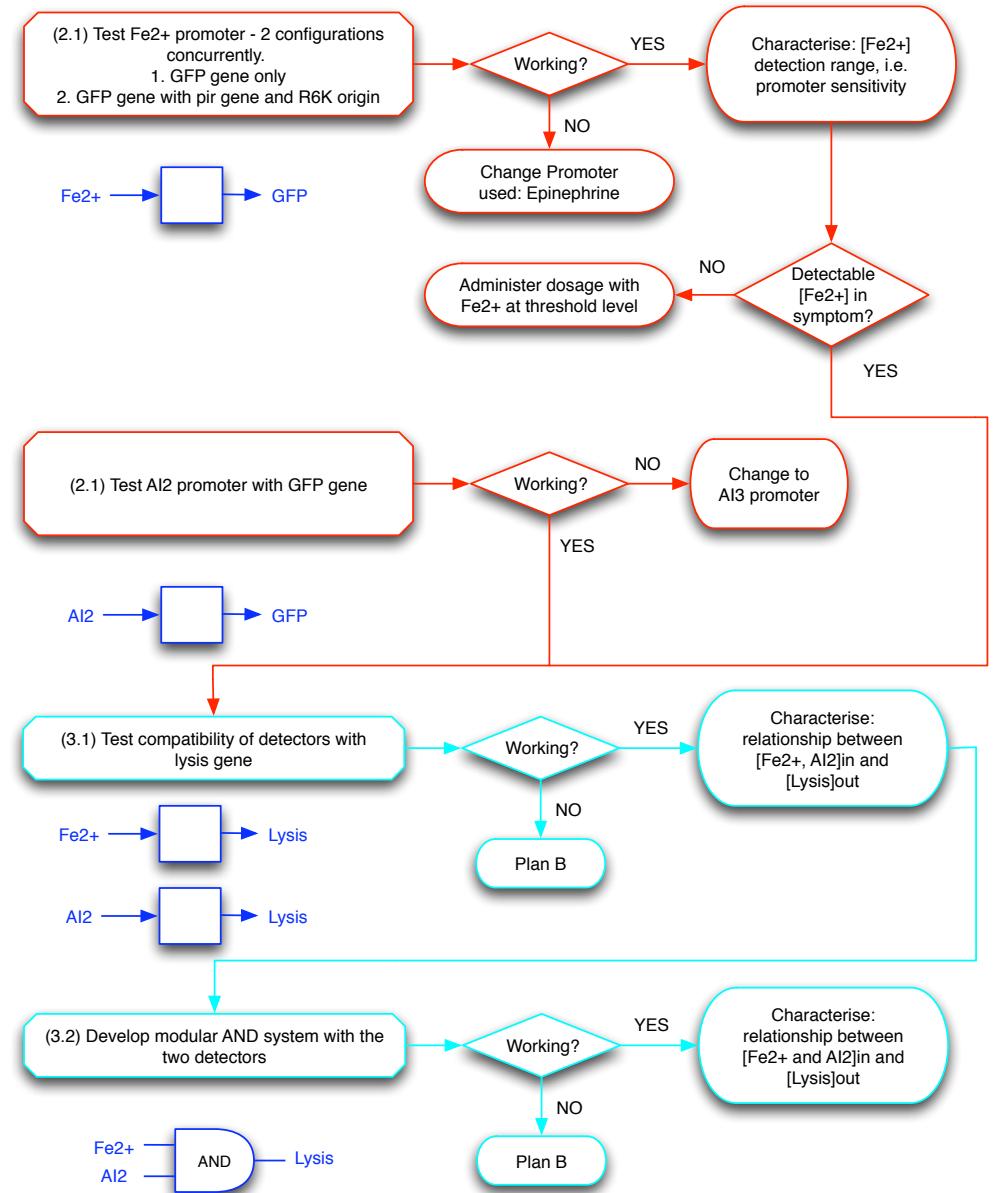 (2.1) Test Fe2+ promoter - 2 configurations
concurrently.
1. GFP gene only
2. GFP gene with pir gene and R6K origin
Working?
YES
Characterise: [Fe2+]
detection range, i.e.
promoter sensitivity
NO
Change Promoter
used: Epinephrine
Fe2+
GFP
Administer dosage with
Fe2+ at threshold level
NO
Detectable
[Fe2+] in
symptom?
YES
(2.1) Test AI2 promoter with GFP gene
Working?
NO
Change to
AI3 promoter
YES
AI2
GFP
(3.1) Test compatibility of detectors with
lysis gene
Working?
YES
Characterise:
relationship between
[Fe2+, AI2]in and
[Lysis]out
NO
Plan B
Fe2+
Lysis
AI2
Lysis
(3.2) Develop modular AND system with the
two detectors
Working?
YES
Characterise:
relationship between
[Fe2+ and AI2]in and
[Lysis]out
NO
Plan B
Fe2+
AI2
AND
Lysis